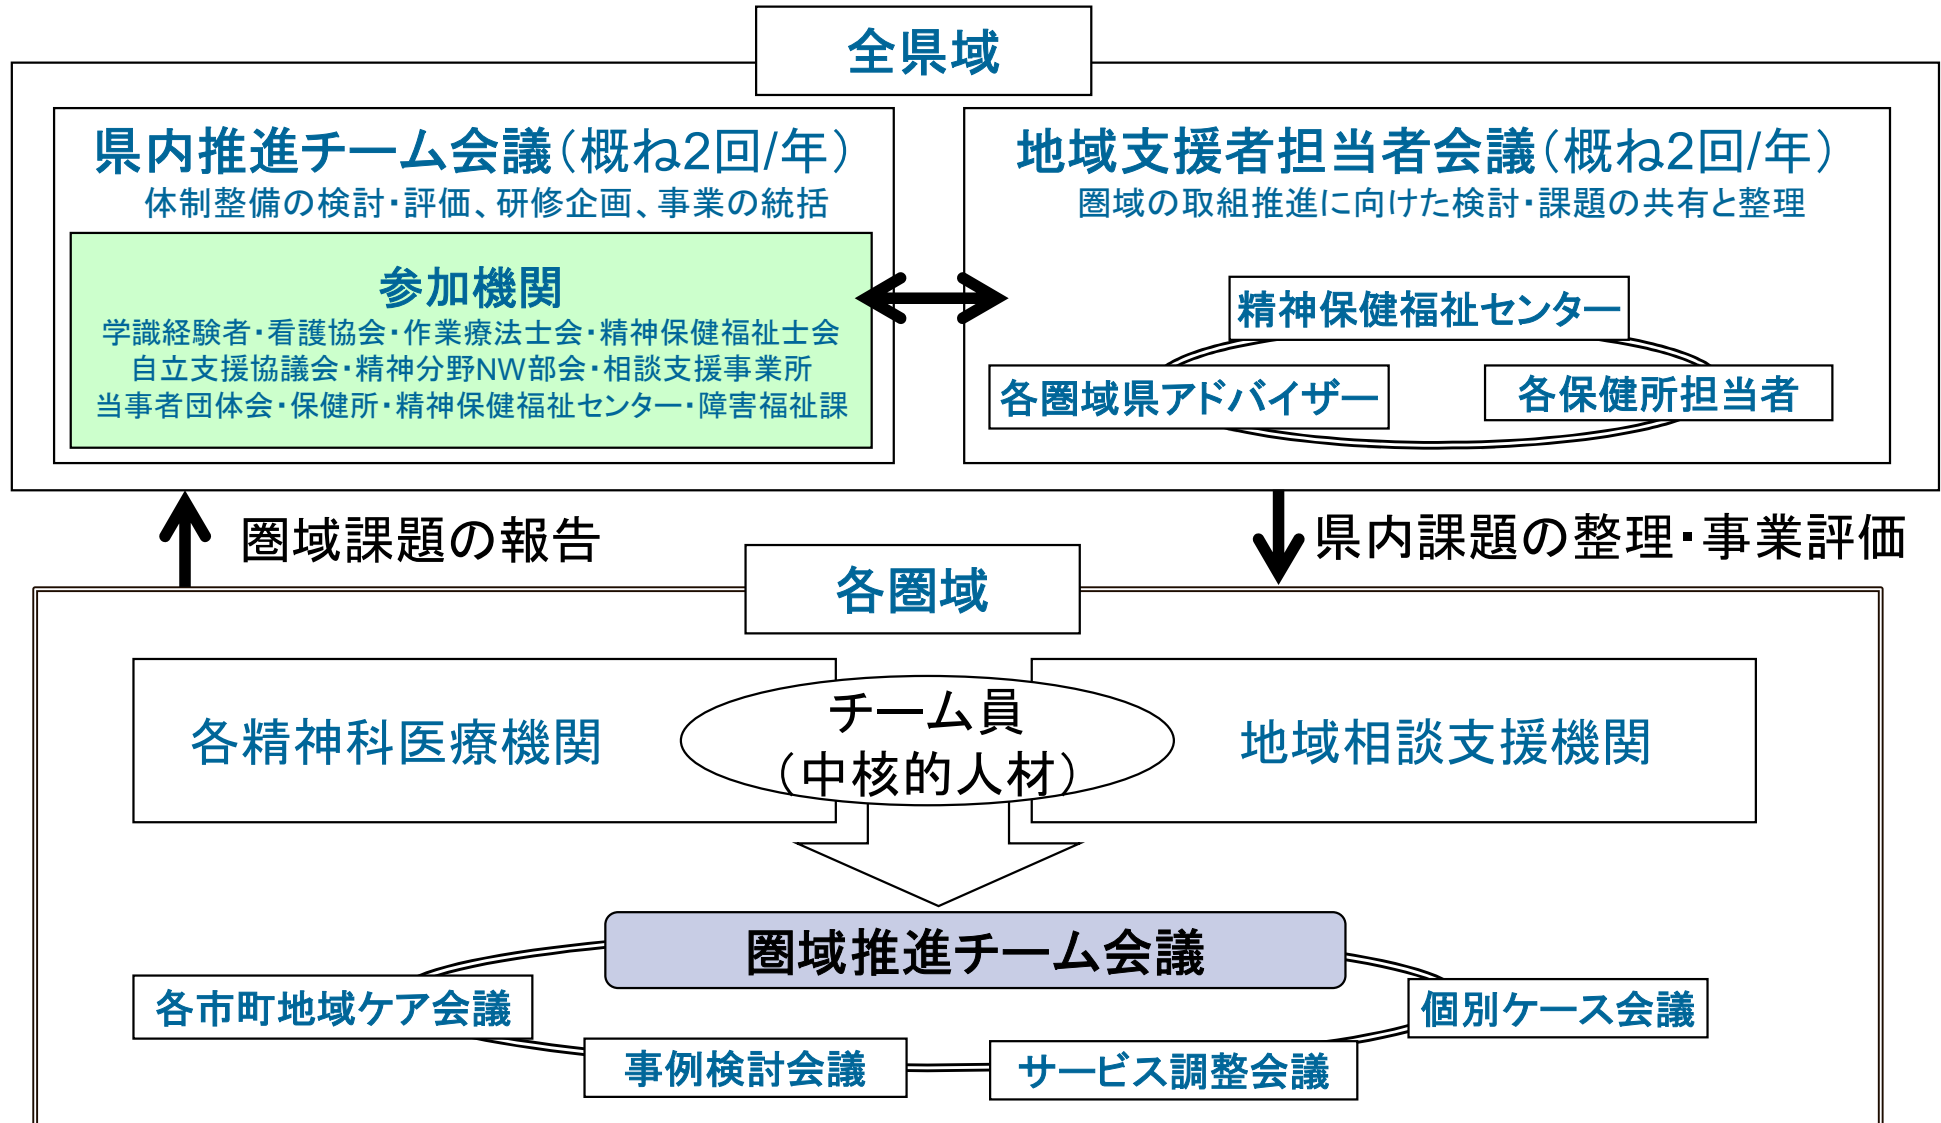 全県域
県内推進チーム会議(概ね2回/年)
体制整備の検討・評価、研修企画、事業の統括
参加機関
学識経験者・看護協会・作業療法士会・精神保健福祉士会
自立支援協議会・精神分野NW部会・相談支援事業所
当事者団体会・保健所・精神保健福祉センター・障害福祉課
地域支援者担当者会議(概ね2回/年)
圏域の取組推進に向けた検討・課題の共有と整理
精神保健福祉センター
各圏域県アドバイザー
各保健所担当者
圏域課題の報告
県内課題の整理・事業評価
各圏域
各精神科医療機関
チーム員
(中核的人材)
地域相談支援機関
圏域推進チーム会議
各市町地域ケア会議
個別ケース会議
事例検討会議
サービス調整会議